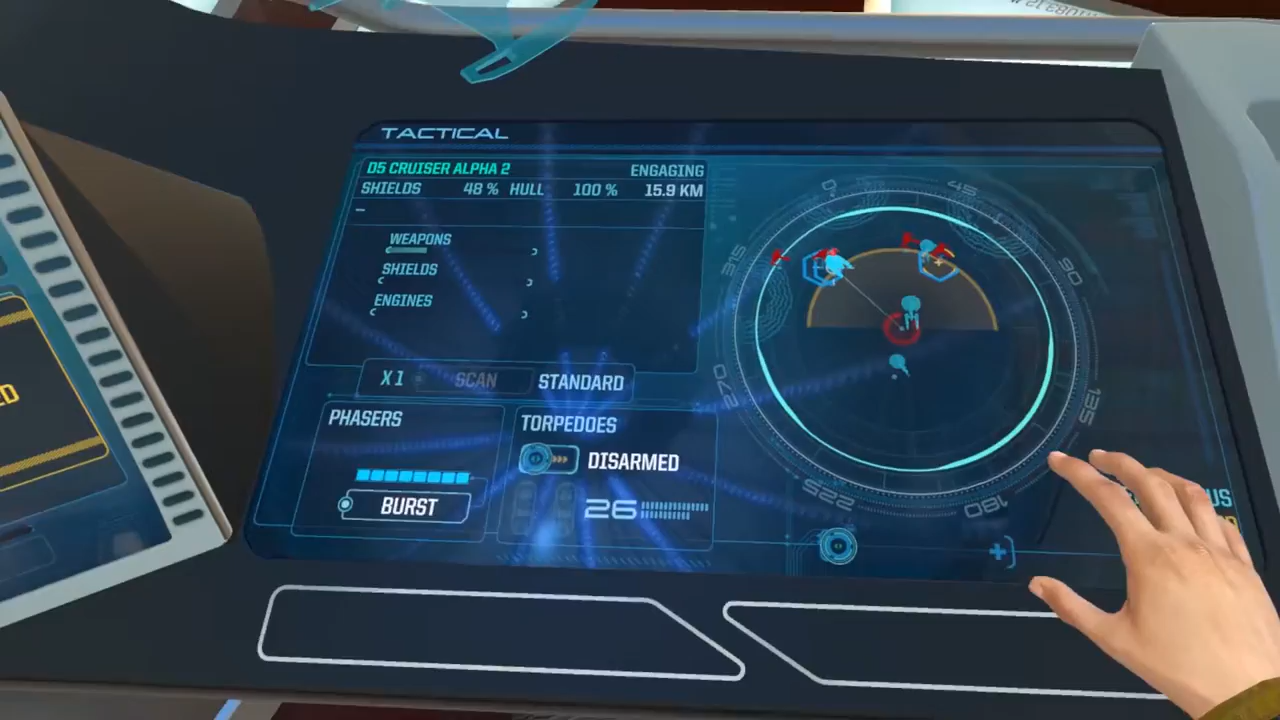 TACTICAL
D5 CRUISER ALPHA 2 ENGAGING
SHIELDS 48 % HULL 100 % 15.9 KM
WEAPONS
SHIELDS
ENGINES
X1 SCAN STANDARD
PHASERS
BURST
TORPEDOES
DISARMED
26
0
45
90
135
180
225
270
315